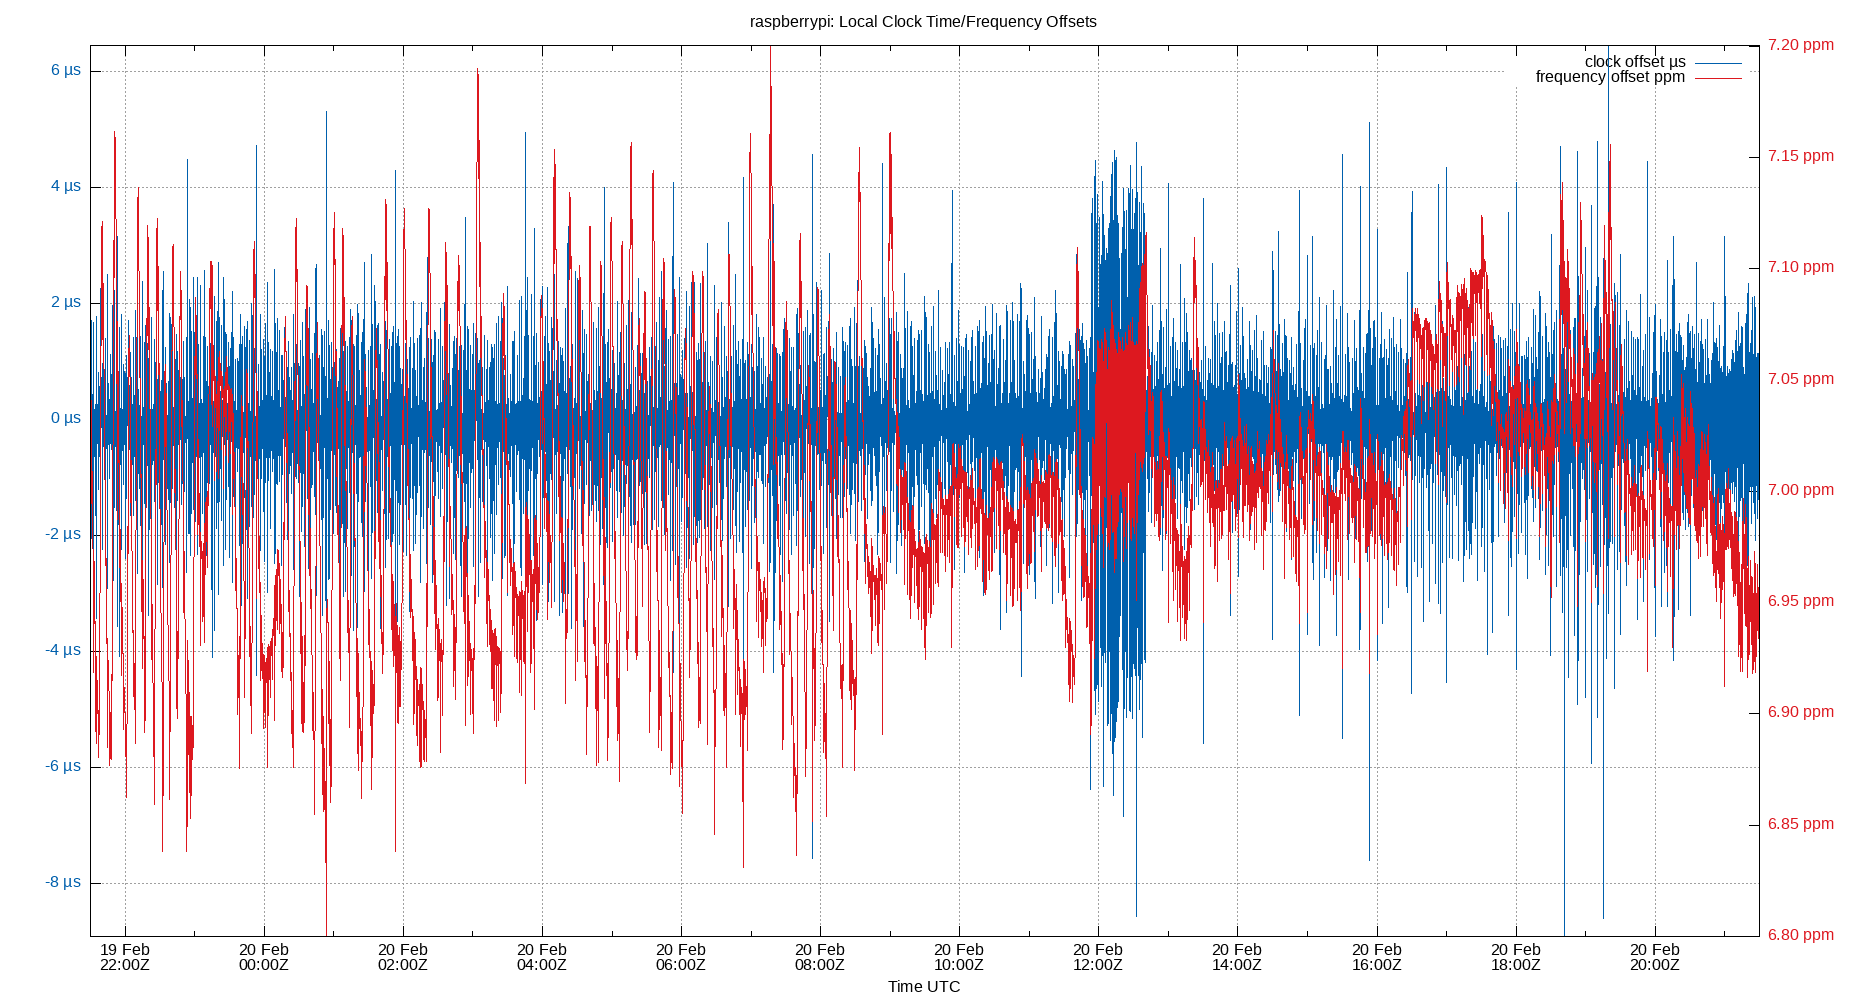 raspberrypi: Local Clock Time/Frequency Offsets
7.20 ppm
6 µs
clock offset µs
frequency offset ppm
7.15 ppm
4 µs
7.10 ppm
2 µs
7.05 ppm
0 µs
7.00 ppm
-2 µs
6.95 ppm
-4 µs
6.90 ppm
-6 µs
6.85 ppm
-8 µs
6.80 ppm
19 Feb 20 Feb 20 Feb 20 Feb 20 Feb 20 Feb 20 Feb 20 Feb 20 Feb 20 Feb 20 Feb 20 Feb
22:00Z 00:00Z 02:00Z 04:00Z 06:00Z 08:00Z 10:00Z 12:00Z 14:00Z 16:00Z 18:00Z 20:00Z
Time UTC